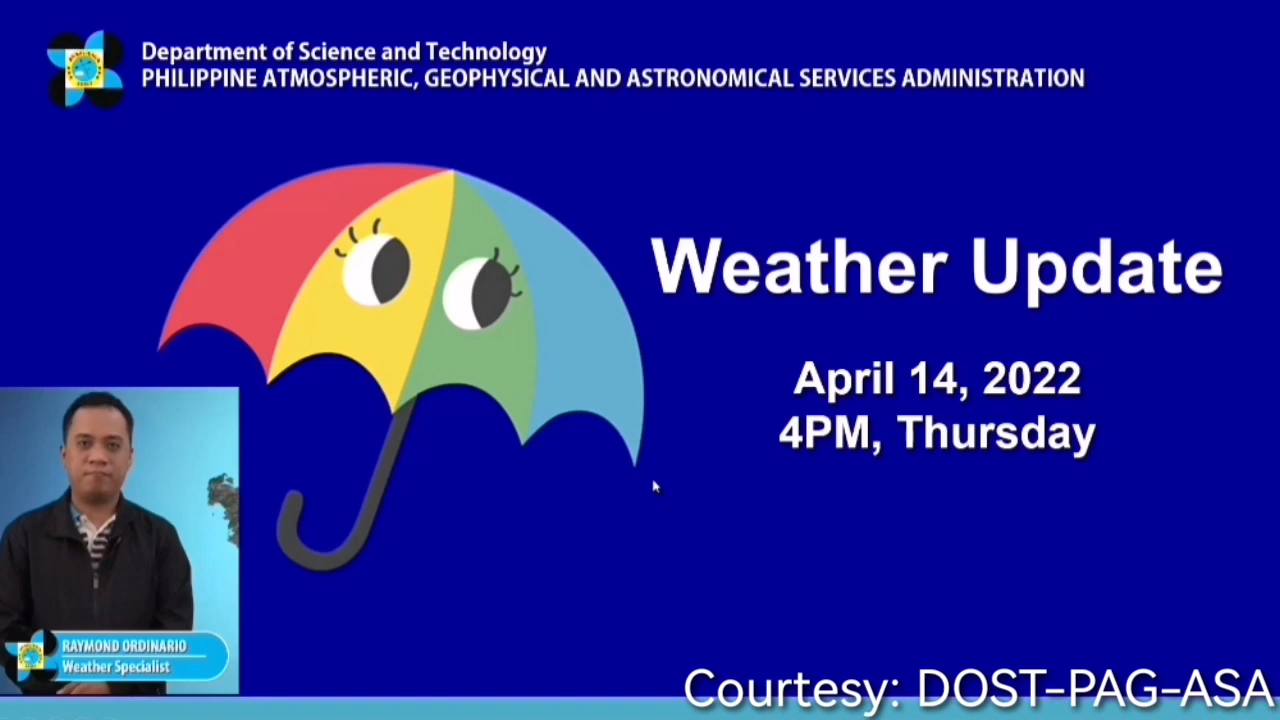 Department of Science and Technology
PHILIPPINE ATMOSPHERIC, GEOPHYSICAL AND ASTRONOMICAL SERVICES ADMINISTRATION
Weather Update
April 14, 2022
4PM, Thursday
RAYMOND ORDINARIO
Weather Specialist
Courtesy: DOST-PAG-ASA